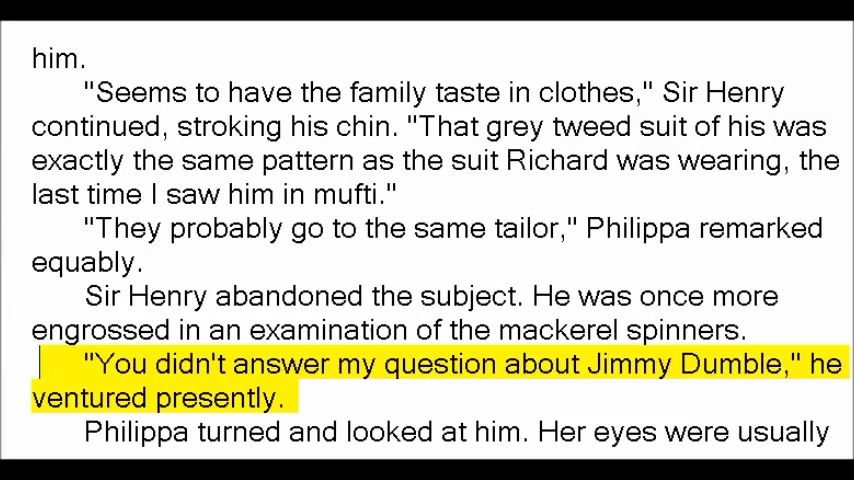 him.
"Seems to have the family taste in clothes," Sir Henry
continued, stroking his chin. "That grey tweed suit of his was
exactly the same pattern as the suit Richard was wearing, the
last time I saw him in mufti."
"They probably go to the same tailor," Philippa remarked
equably.
Sir Henry abandoned the subject. He was once more
engrossed in an examination of the mackerel spinners.
"You didn't answer my question about Jimmy Dumble," he
ventured presently.
Philippa turned and looked at him. Her eyes were usually